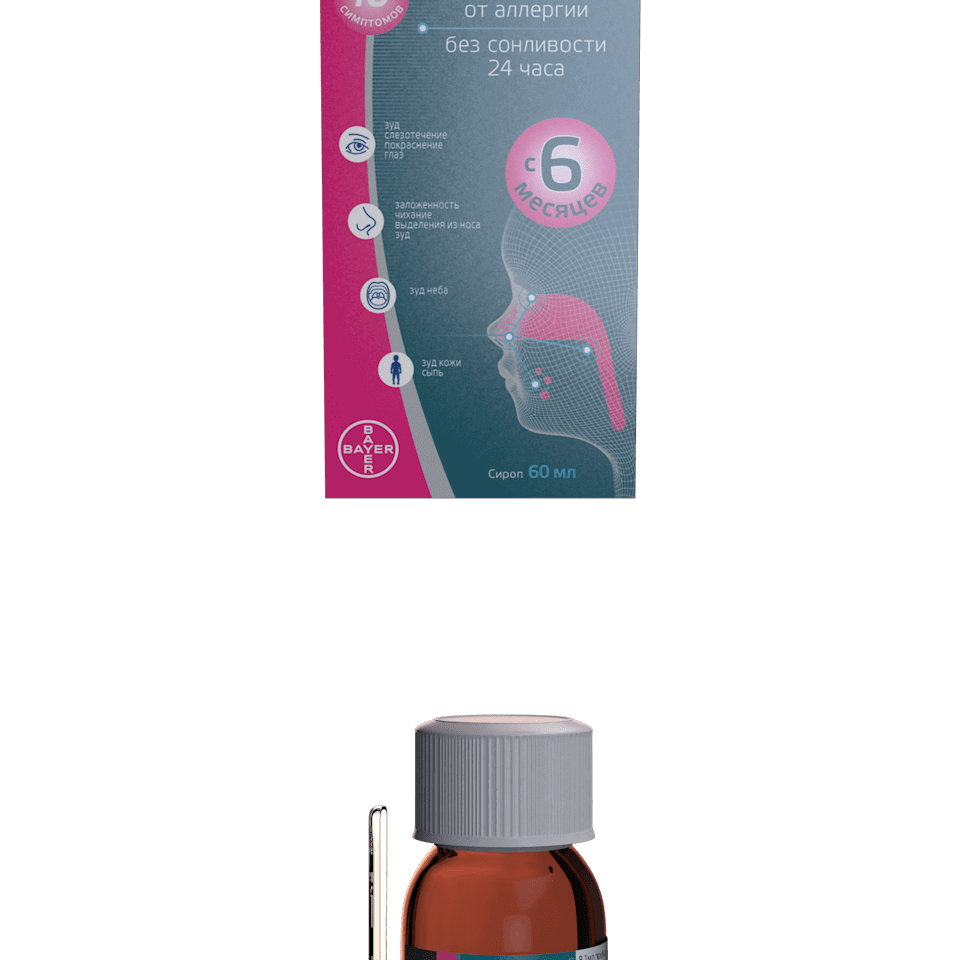 симптомов
от аллергии
без сонливости
24 часа
зуд
слезотечение
покраснение
глаз
с 6
месяцев
заложенность
чихание
выделения из носа
зуд
зуд неба
зуд кожи
сыпь
BAYER
BAYER
Сироп 60 мл